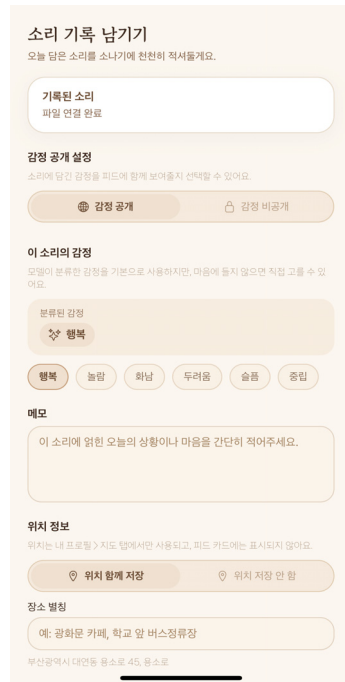 소리 기록 남기기
오늘 담은 소리를 소나기에 천천히 적셔둘게요.
기록된 소리
파일 연결 완료
감정 공개 설정
소리에 담긴 감정을 피드에 함께 보여줄지 선택할 수 있어요.
감정 공개
감정 비공개
이 소리의 감정
모델이 분류한 감정을 기본으로 사용하지만, 마음에 들지 않으면 직접 고를 수 있
어요.
분류된 감정
행복
행복
놀람
화남
두려움
슬픔
중립
메모
이 소리에 얽힌 오늘의 상황이나 마음을 간단히 적어주세요.
위치 정보
위치는 내 프로필 > 지도 탭에서만 사용되고, 피드 카드에는 표시되지 않아요.
위치 함께 저장
위치 저장 안 함
장소 별칭
예: 광화문 카페, 학교 앞 버스정류장
부산광역시 대연동 용소로 45, 용소로